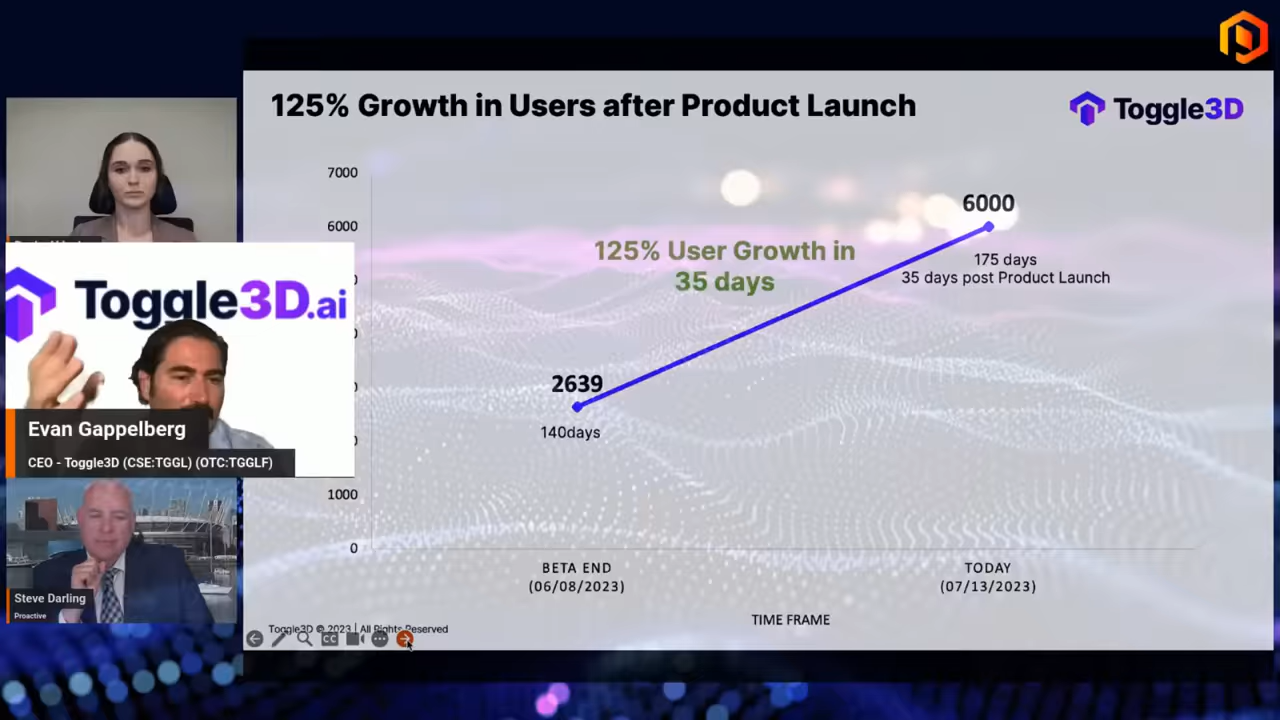 125% Growth in Users after Product Launch
Toggle3D
7000
6000
1000
0
6000
125% User Growth in
35 days
175 days
35 days post Product Launch
2639
140days
BETA END
(06/08/2023)
TODAY
(07/13/2023)
TIME FRAME
Toggle3D © 2023 | All Rights Reserved
CC
Toggle3D.ai
Evan Gappelberg
CEO - Toggle3D (CSE:TGGL) (OTC:TGGLF)
Steve Darling
Proactive